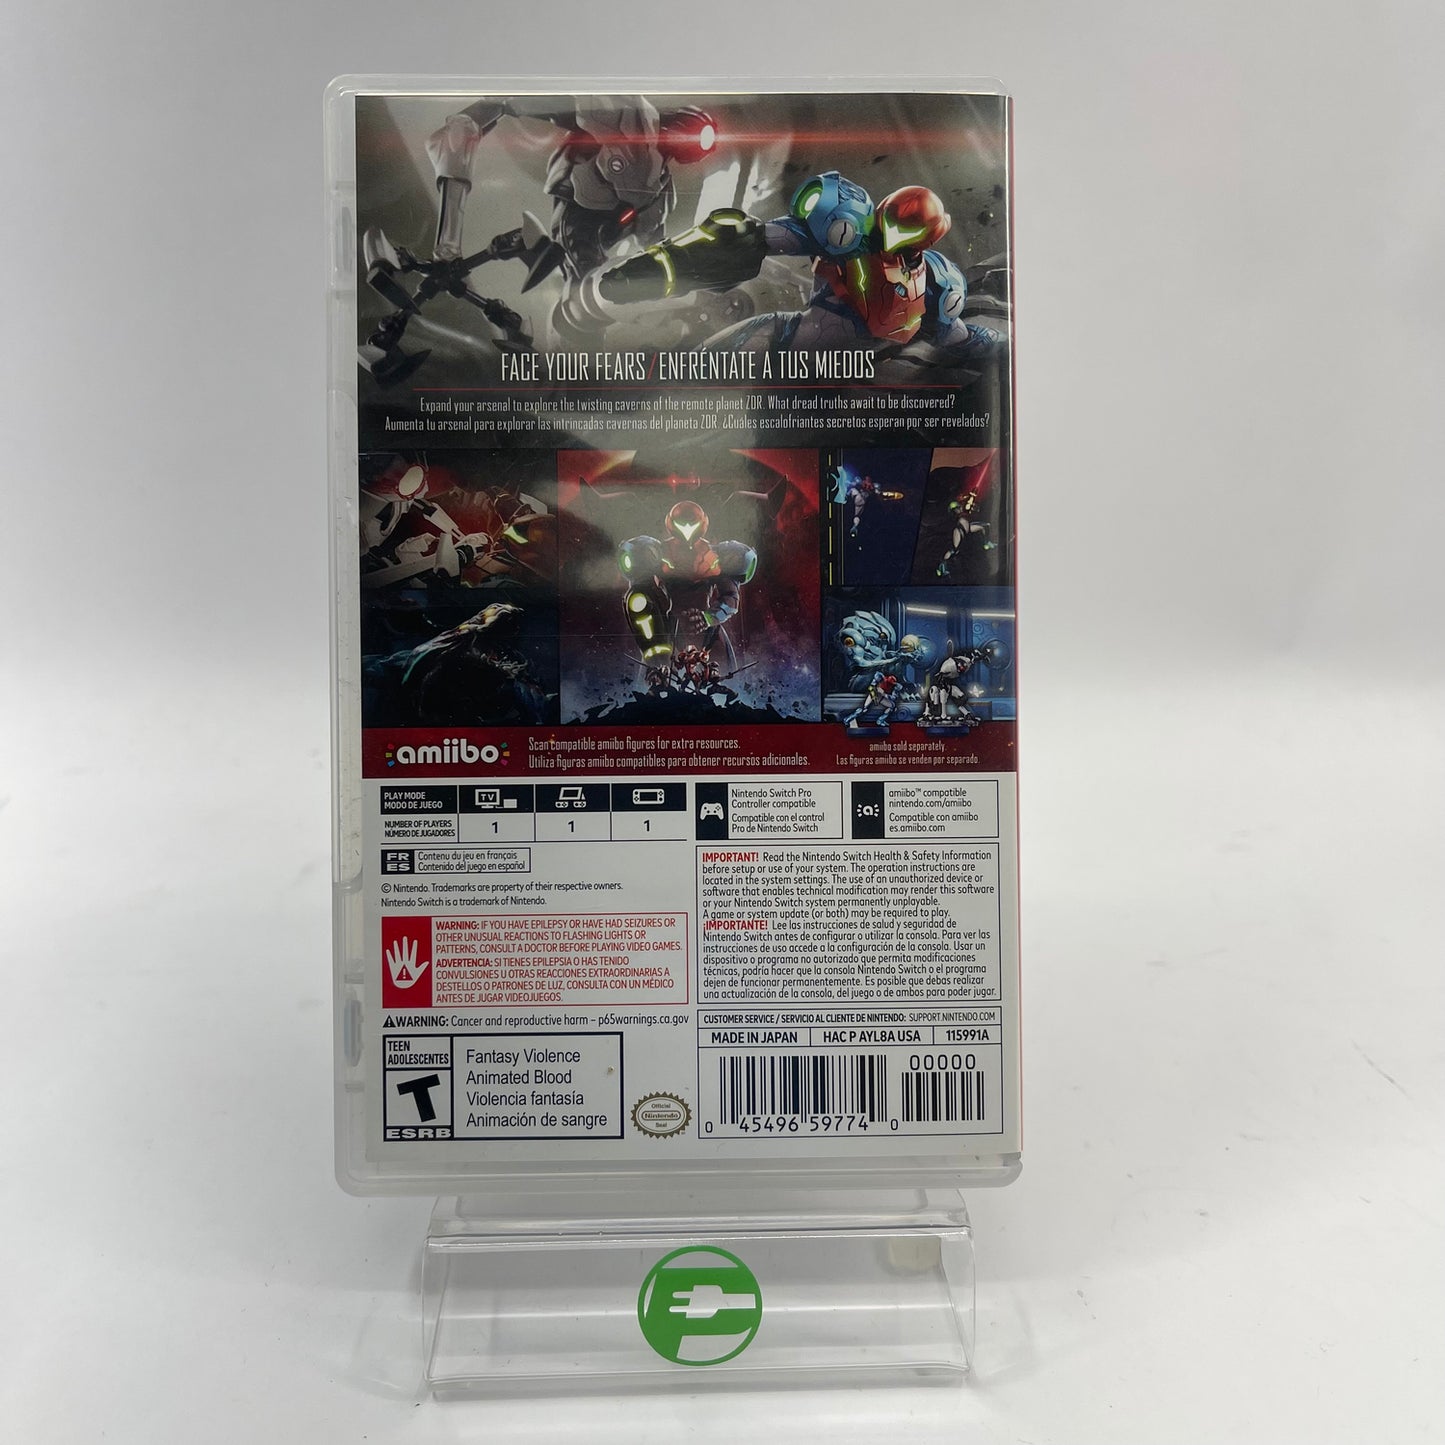 FACE YOUR FEARS / ENFRÉNTATE A TUS MIEDOS
Expand your arsenal to explore the twisting caverns of the remote planet ZDR. What dread truths await to be discovered?
Aumenta tu arsenal para explorar las intrincadas cavernas del planeta ZDR. ¿Cuáles escalofriantes secretos esperan por ser revelados?
amiibo
Scan compatible amiibo figures for extra resources.
Utiliza figuras amiibo compatibles para obtener recursos adicionales.
amiibo sold separately.
Las figuras amiibo se venden por separado.
PLAY MODE
MODO DE JUEGO
TV
NUMBER OF PLAYERS
NÚMERO DE JUGADORES
1 1 1
Nintendo Switch Pro
Controller compatible
Compatible con el control
Pro de Nintendo Switch
a
amiibo™ compatible
nintendo.com/amiibo
Compatible con amiibo
es.amiibo.com
FR Contenu du jeu en français
ES Contenido del juego en español
© Nintendo. Trademarks are property of their respective owners.
Nintendo Switch is a trademark of Nintendo.
WARNING: IF YOU HAVE EPILEPSY OR HAVE HAD SEIZURES OR
OTHER UNUSUAL REACTIONS TO FLASHING LIGHTS OR
PATTERNS, CONSULT A DOCTOR BEFORE PLAYING VIDEO GAMES.
ADVERTENCIA: SI TIENES EPILEPSIA O HAS TENIDO
CONVULSIONES U OTRAS REACCIONES EXTRAORDINARIAS A
DESTELLOS O PATRONES DE LUZ, CONSULTA CON UN MÉDICO
ANTES DE JUGAR VIDEOJUEGOS.
WARNING: Cancer and reproductive harm – p65warnings.ca.gov
IMPORTANT! Read the Nintendo Switch Health & Safety Information
before setup or use of your system. The operation instructions are
located in the system settings. The use of an unauthorized device or
software that enables technical modification may render this software
or your Nintendo Switch system permanently unplayable.
A game or system update (or both) may be required to play.
¡IMPORTANTE! Lee las instrucciones de salud y seguridad de
Nintendo Switch antes de configurar o utilizar la consola. Para ver las
instrucciones de uso accede a la configuración de la consola. Usar un
dispositivo o programa no autorizado que permita modificaciones
técnicas, podría hacer que la consola Nintendo Switch o el programa
dejen de funcionar permanentemente. Es posible que debas realizar
una actualización de la consola, del juego o de ambos para poder jugar.
CUSTOMER SERVICE / SERVICIO AL CLIENTE DE NINTENDO: SUPPORT.NINTENDO.COM
MADE IN JAPAN HAC P AYL8A USA 115991A
TEEN
ADOLESCENTES
T
ESRB
Fantasy Violence
Animated Blood
Violencia fantasía
Animación de sangre
Official
Nintendo
Seal
00000
0 45496 59774 0